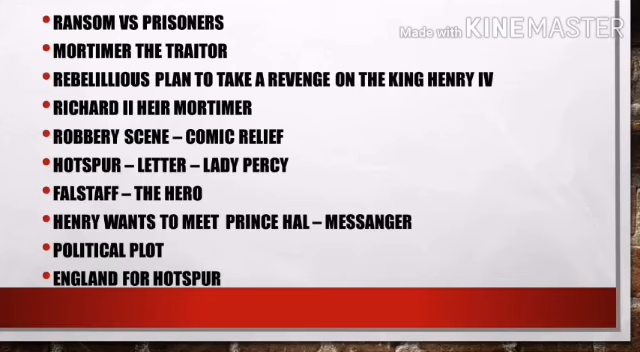 Made with KINEMASTER
• RANSOM VS PRISONERS
• MORTIMER THE TRAITOR
• REBELILLIOUS PLAN TO TAKE A REVENGE ON THE KING HENRY IV
• RICHARD II HEIR MORTIMER
• ROBBERY SCENE – COMIC RELIEF
• HOTSPUR – LETTER – LADY PERCY
• FALSTAFF – THE HERO
• HENRY WANTS TO MEET PRINCE HAL – MESSANGER
• POLITICAL PLOT
• ENGLAND FOR HOTSPUR